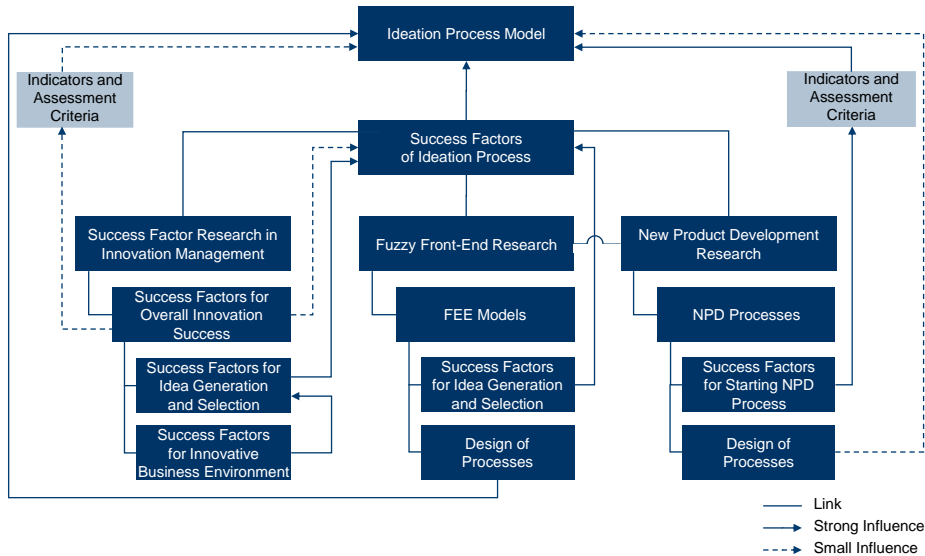 Ideation Process Model
Indicators and
Assessment
Criteria
Indicators and
Assessment
Criteria
Success Factors
of Ideation Process
Success Factor Research in
Innovation Management
Fuzzy Front-End Research
New Product Development
Research
Success Factors for
Overall Innovation
Success
FEE Models
NPD Processes
Success Factors for
Idea Generation
and Selection
Success Factors
for Idea Generation
and Selection
Success Factors
for Starting NPD
Process
Success Factors
for Innovative
Business Environment
Design of
Processes
Design of
Processes
Link
Strong Influence
Small Influence